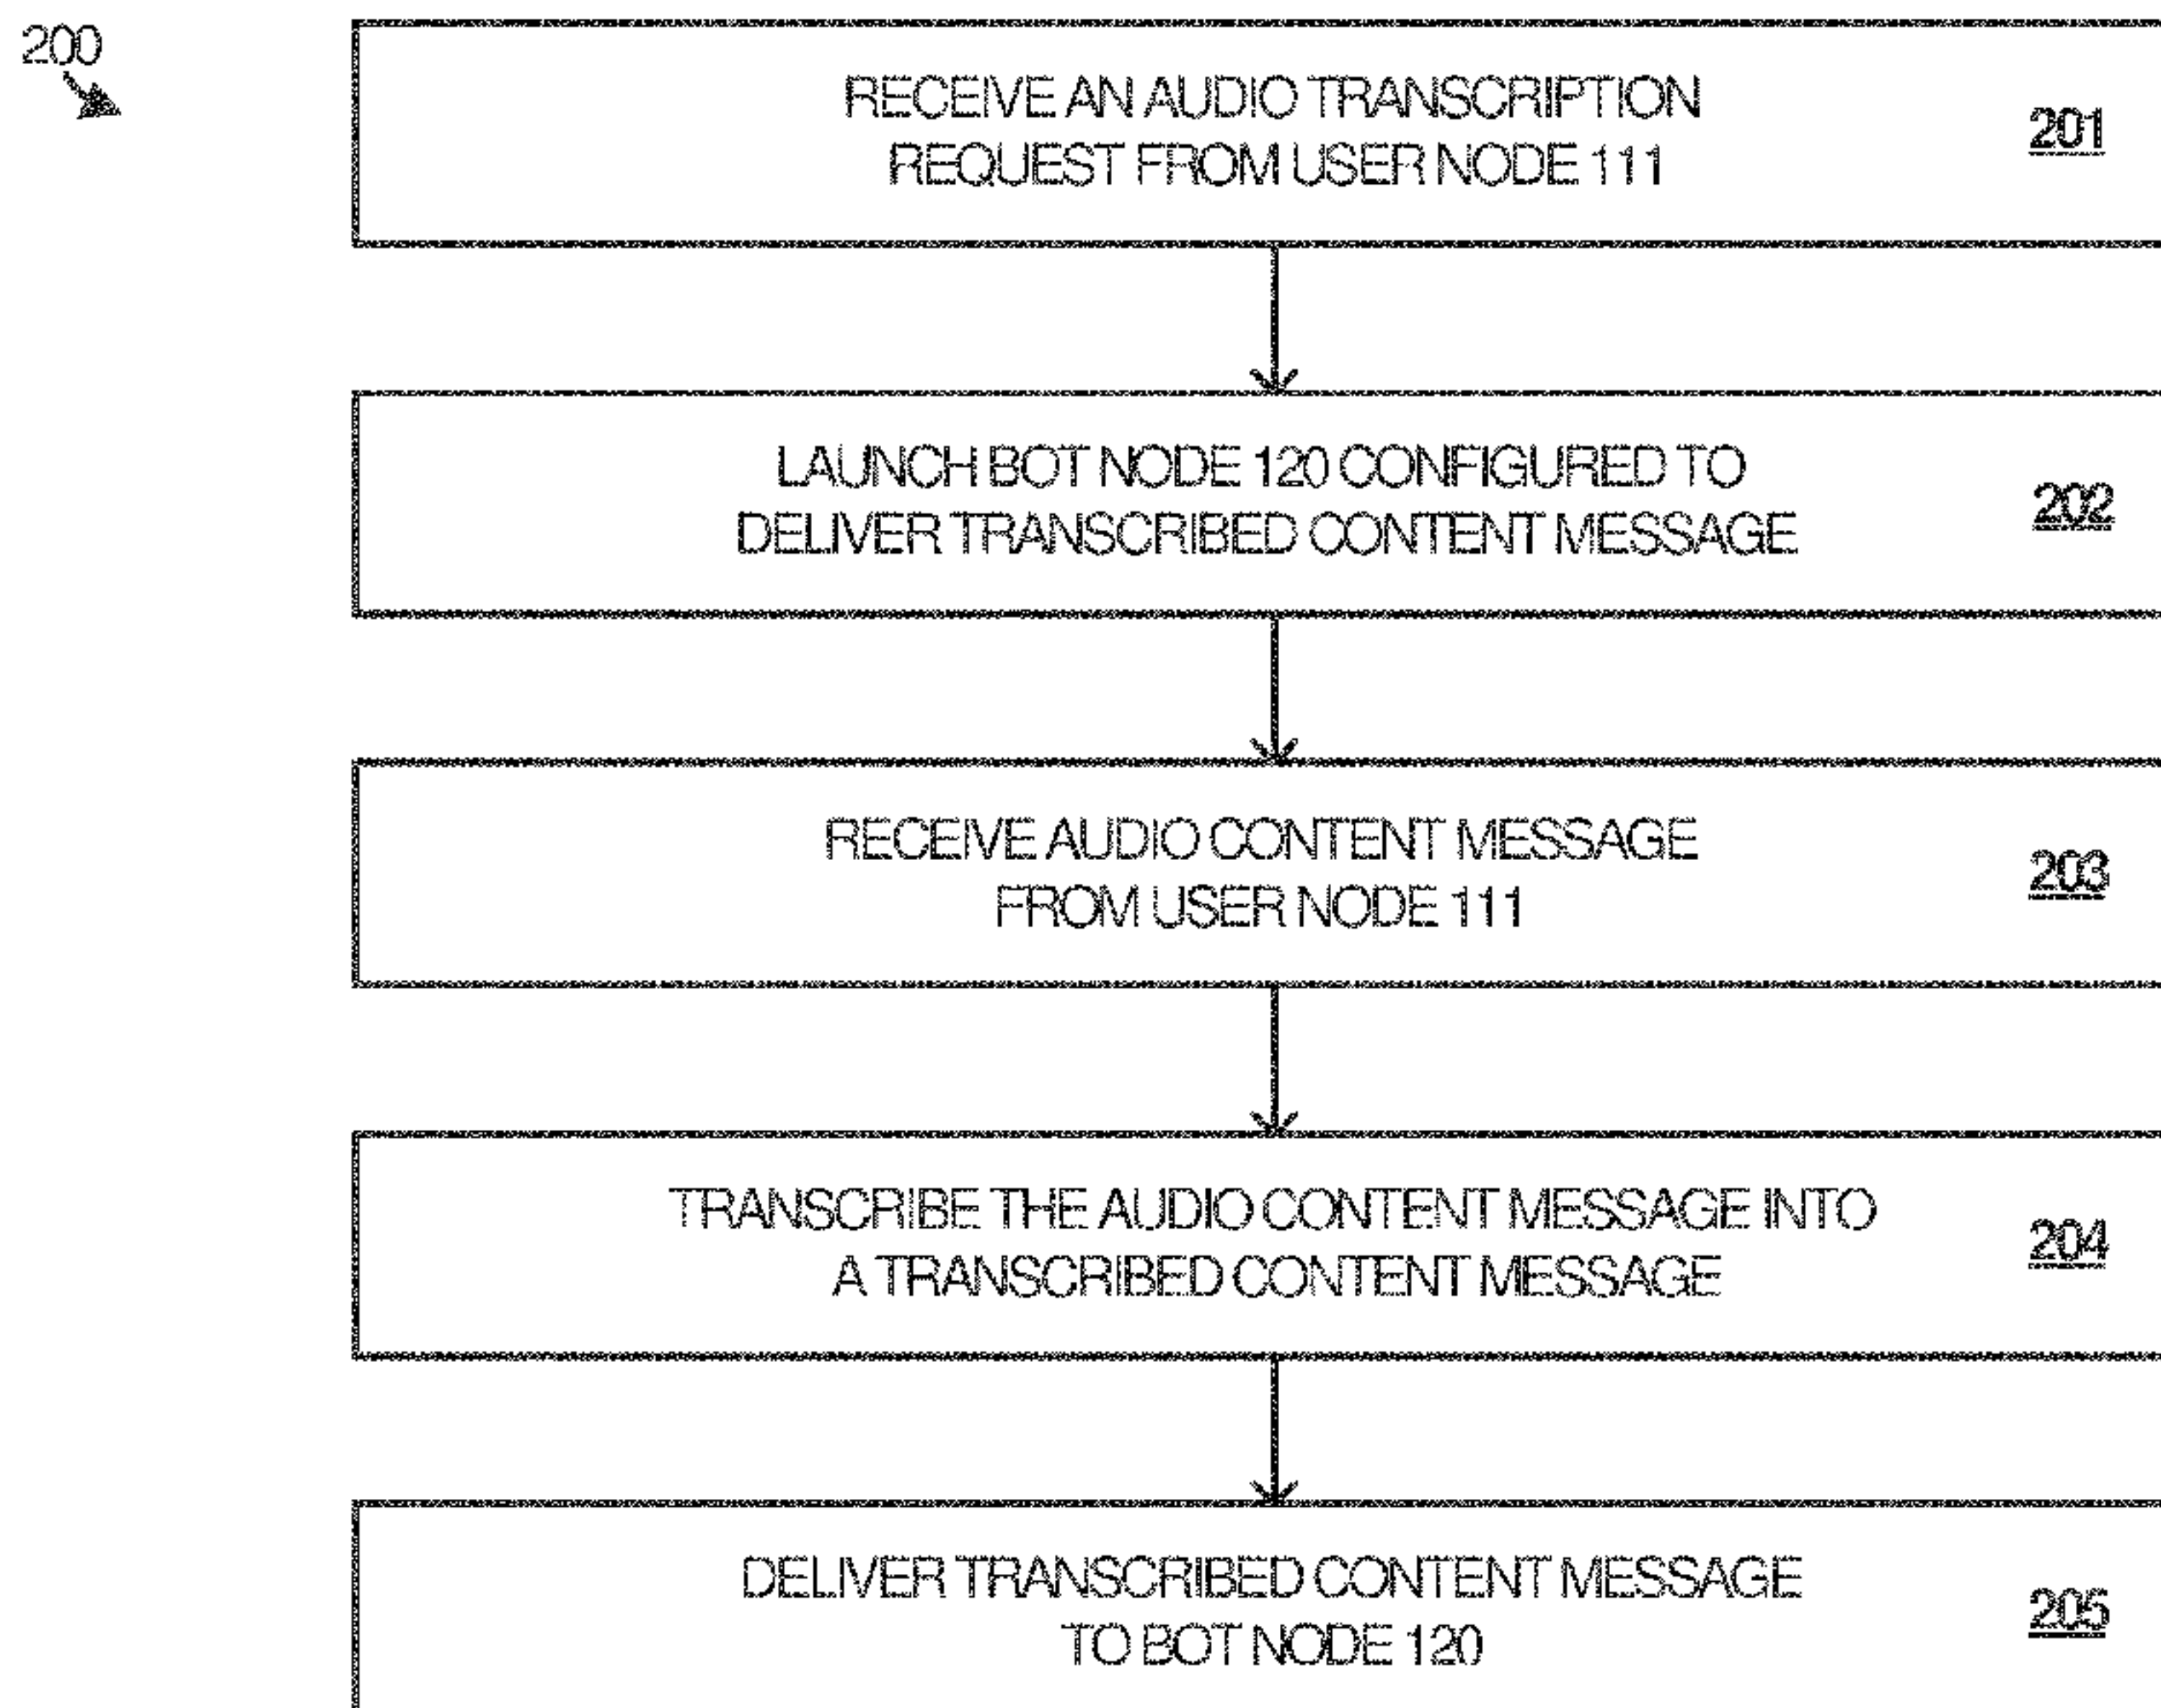 200
RECEIVE AN AUDIO TRANSCRIPTION
REQUEST FROM USER NODE 111
201
LAUNCH BOT NODE 120 CONFIGURED TO
DELIVER TRANSCRIBED CONTENT MESSAGE
202
RECEIVE AUDIO CONTENT MESSAGE
FROM USER NODE 111
203
TRANSCRIBE THE AUDIO CONTENT MESSAGE INTO
A TRANSCRIBED CONTENT MESSAGE
204
DELIVER TRANSCRIBED CONTENT MESSAGE
TO BOT NODE 120
205